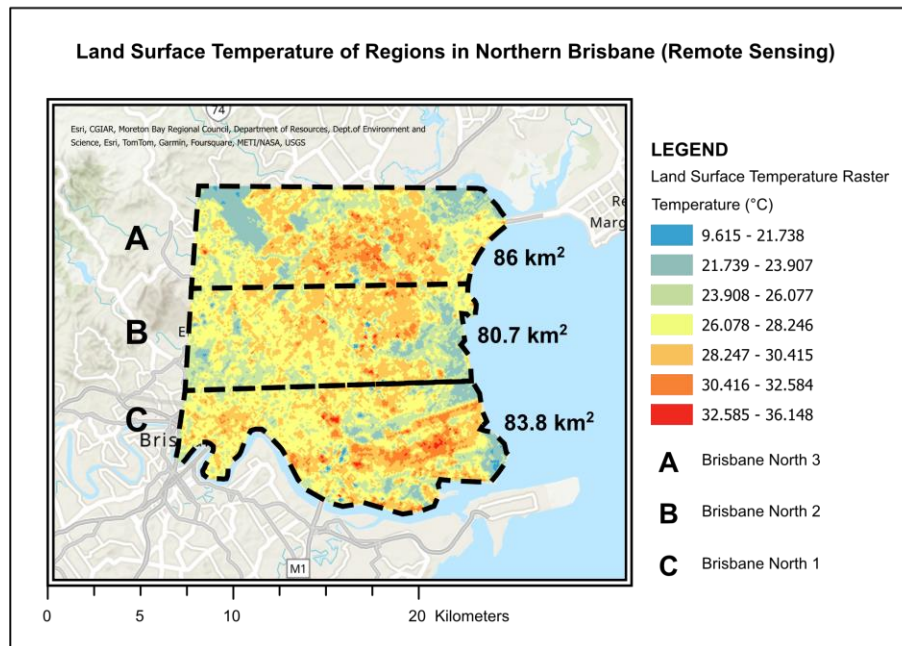 Land Surface Temperature of Regions in Northern Brisbane (Remote Sensing)
74
Esri, CGIAR, Moreton Bay Regional Council, Department of Resources, Dept.of Environment and
Science, Esri, TomTom, Garmin, Foursquare, METI/NASA, USGS
Re
Marg
A
86 km²
B
E
80.7 km²
C
Bris
83.8 km²
M1
0 5 10 20 Kilometers
LEGEND
Land Surface Temperature Raster
Temperature (°C)
9.615 - 21.738
21.739 - 23.907
23.908 - 26.077
26.078 - 28.246
28.247 - 30.415
30.416 - 32.584
32.585 - 36.148
A Brisbane North 3
B Brisbane North 2
C Brisbane North 1